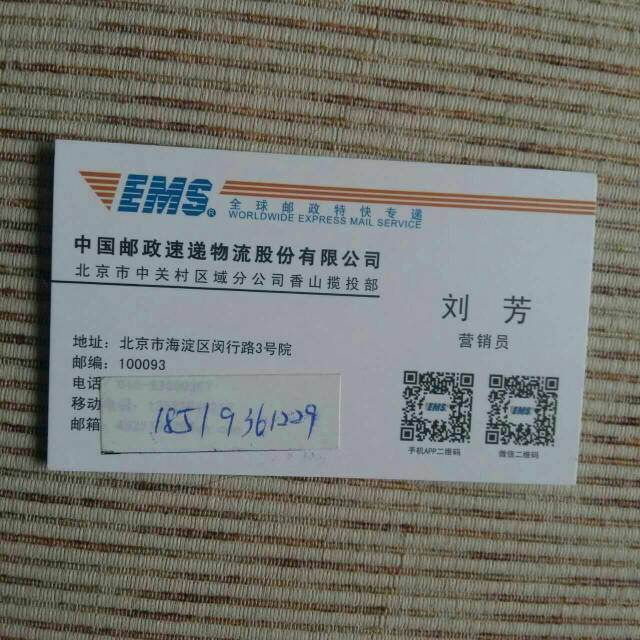 EMS®
全球邮政特快专递
WORLDWIDE EXPRESS MAIL SERVICE
中国邮政速递物流股份有限公司
北京市中关村区域分公司香山揽投部
刘 芳
营销员
地址: 北京市海淀区闵行路3号院
邮编: 100093
电话
移动
邮箱
18519361229
EMS
EMS
手机APP二维码
微信二维码